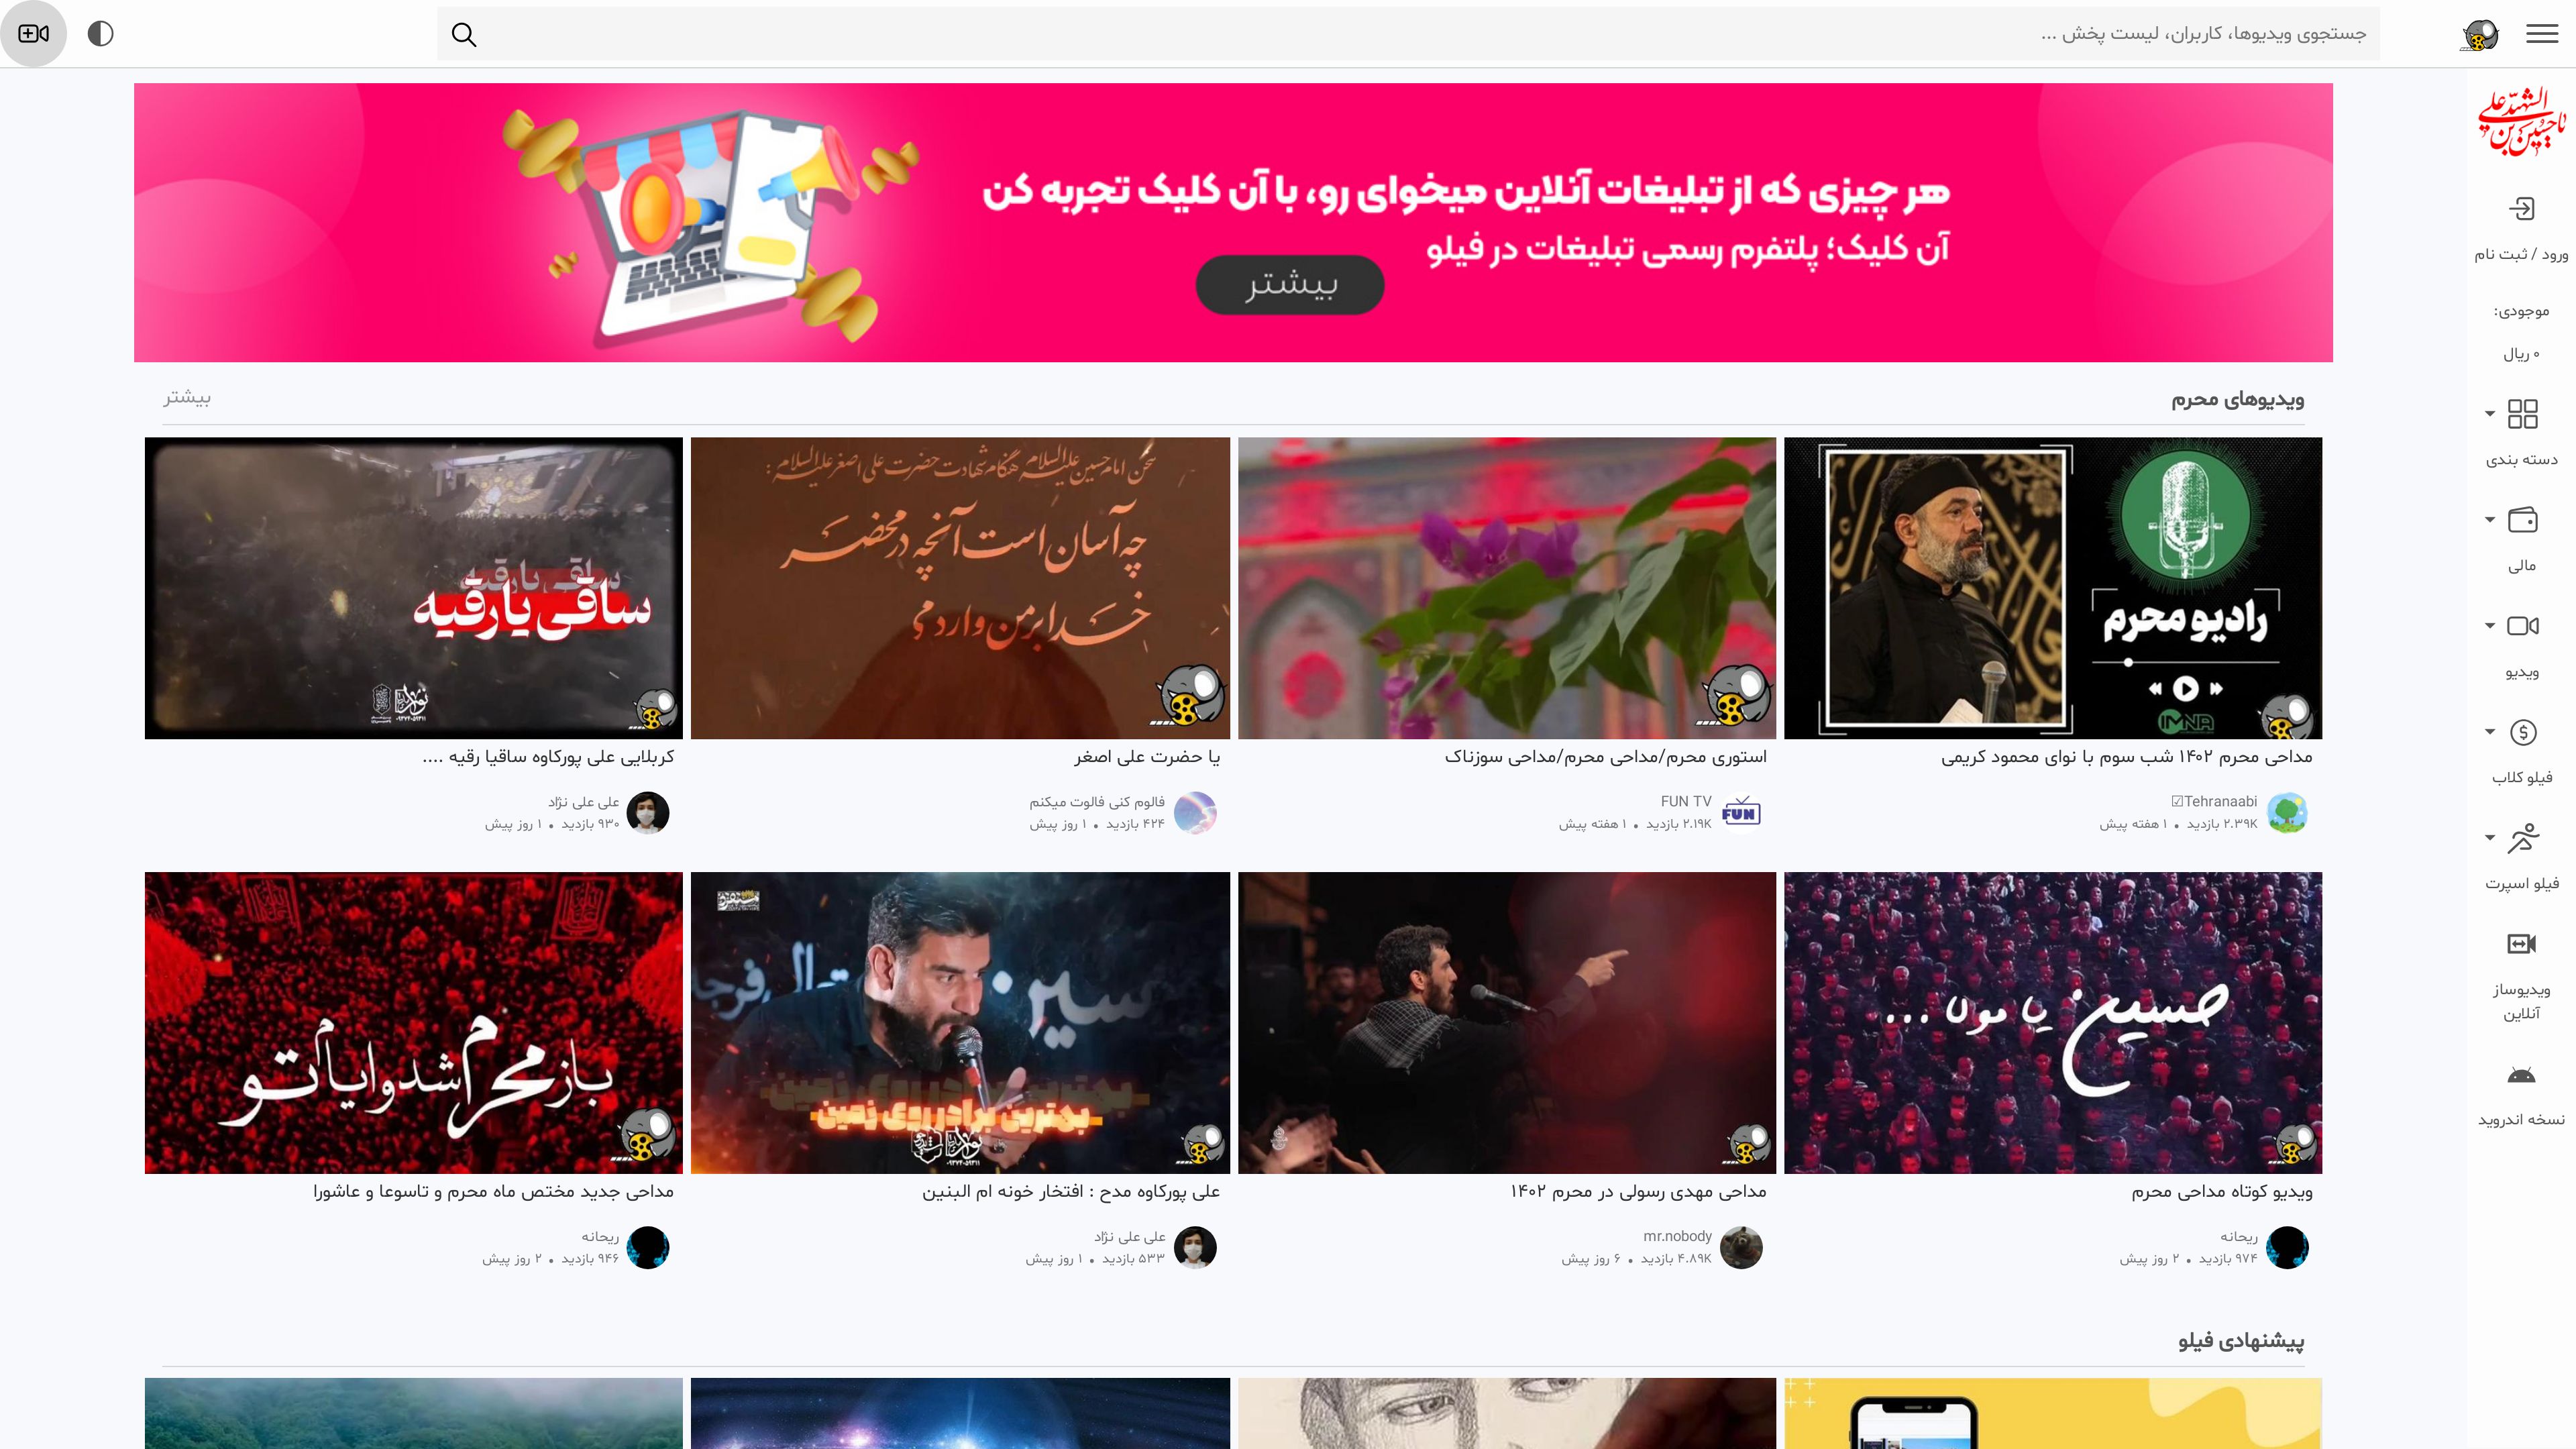 جستجوی ویدیوها، کاربران، لیست پخش ...
ورود / ثبت نام
موجودی:
۰ ریال
دسته بندی
مالی
ویدیو
فیلو کلاب
فیلو اسپرت
ویدیوساز
آنلاین
نسخه اندروید
هر چیزی که از تبلیغات آنلاین میخوای رو، با آن کلیک تجربه کن
آن کلیک؛ پلتفرم رسمی تبلیغات در فیلو
بیشتر
ویدیوهای محرم
بیشتر
رادیو محرم
IMNA
مداحی محرم ۱۴۰۲ شب سوم با نوای محمود کریمی
Tehranaabi☑
۲.۳۹K بازدید • ۱ هفته پیش
استوری محرم/مداحی محرم/مداحی سوزناک
FUN
FUN TV
۲.۱۹K بازدید • ۱ هفته پیش
سخن امام حسین علیه السلام هنگام شهادت حضرت علی اصغر علیه السلام :
چه آسان است آنچه در محضر
خدا بر من وارد می
یا حضرت علی اصغر
فالوم کنی فالوت میکنم
۴۲۴ بازدید • ۱ روز پیش
ساقی یا رقیه
ساقی یا رقیه
کربلایی علی پورکاوه ساقیا رقیه ....
علی علی نژاد
۹۳۰ بازدید • ۱ روز پیش
حسین یا مولا ...
ویدیو کوتاه مداحی محرم
ریحانه
۹۷۴ بازدید • ۲ روز پیش
مداحی مهدی رسولی در محرم ۱۴۰۲
mr.nobody
۴.۸۹K بازدید • ۶ روز پیش
بهترین برادر روی زمین
علی پورکاوه مدح : افتخار خونه ام البنین
علی علی نژاد
۵۳۳ بازدید • ۱ روز پیش
باز محرم شد و ایام تو
مداحی جدید مختص ماه محرم و تاسوعا و عاشورا
ریحانه
۹۴۶ بازدید • ۲ روز پیش
پیشنهادی فیلو